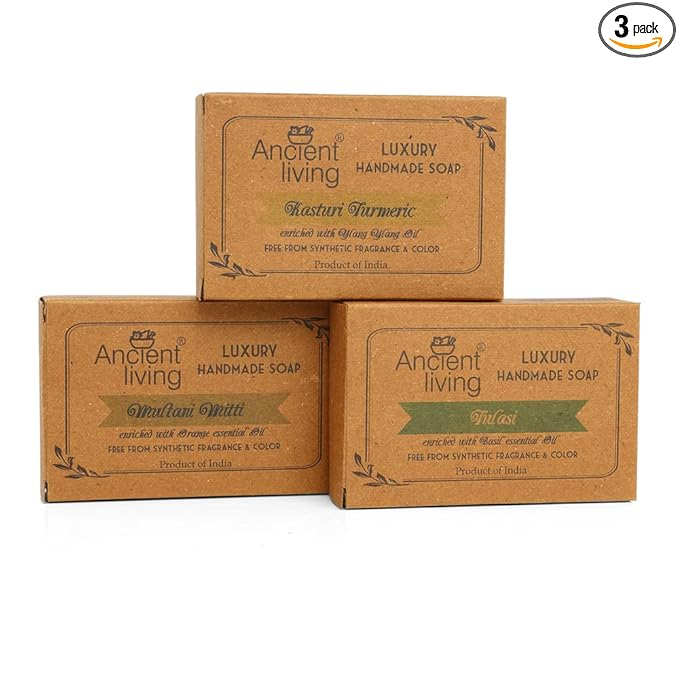 3 pack
Ancient
living
®
LUXURY
HANDMADE SOAP
Kasturi Turmeric
enriched with Ylang Ylang Oil
FREE FROM SYNTHETIC FRAGRANCE & COLOR
Product of India.
Ancient
living
®
LUXURY
HANDMADE SOAP
Multani Mitti
enriched with Orange essential Oil
FREE FROM SYNTHETIC FRAGRANCE & COLOR
Product of India
Ancient
living
®
LUXURY
HANDMADE SOAP
Tulasi
enriched with Basil essential Oil
FREE FROM SYNTHETIC FRAGRANCE & COLOR
Product of India